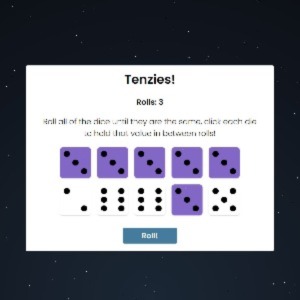 Tenzies!
Rolls: 3
Roll all of the dice until they are the same, click each die
to hold that value in between rolls!
Roll!